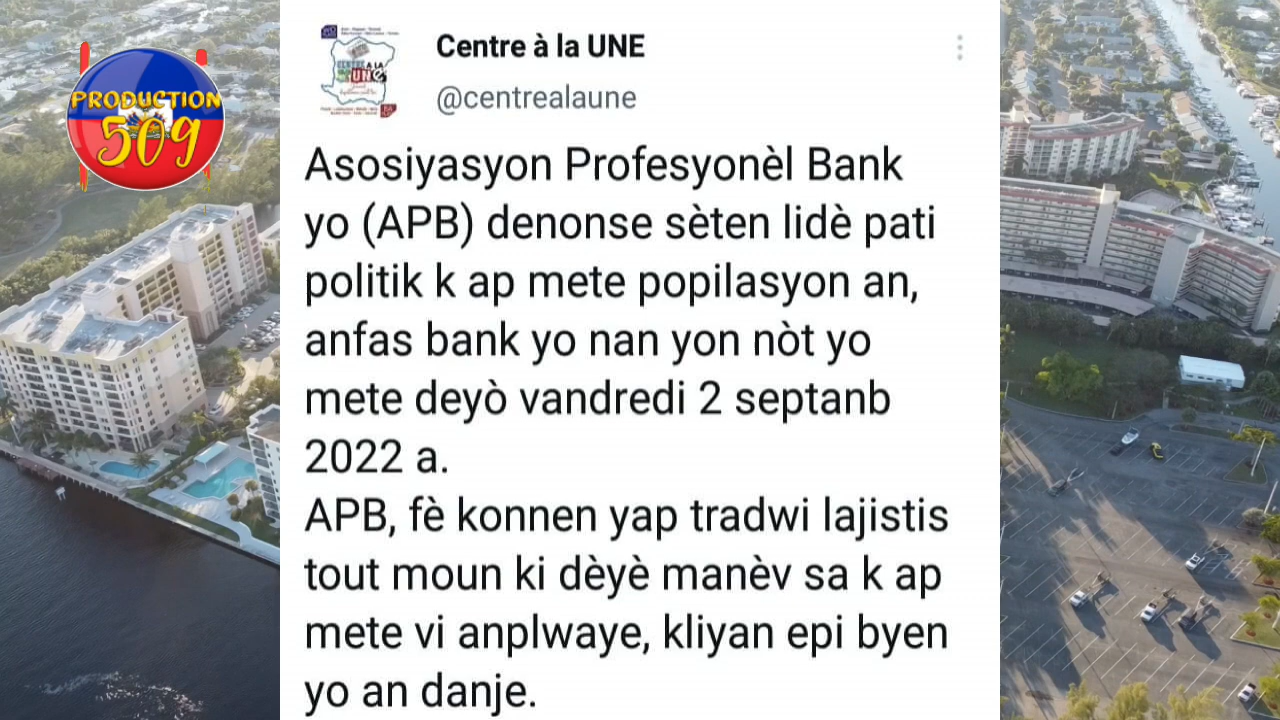 PRODUCTION
509
Centre à la UNE
@centrealaune
Asosiyasyon Profesyonèl Bank
yo (APB) denonse sèten lidè pati
politik k ap mete popilasyon an,
anfas bank yo nan yon nòt yo
mete deyò vandredi 2 septanb
2022 a.
APB, fè konnen yap tradwi lajistis
tout moun ki dèyè manèv sa k ap
mete vi anplwaye, kliyan epi byen
yo an danje.